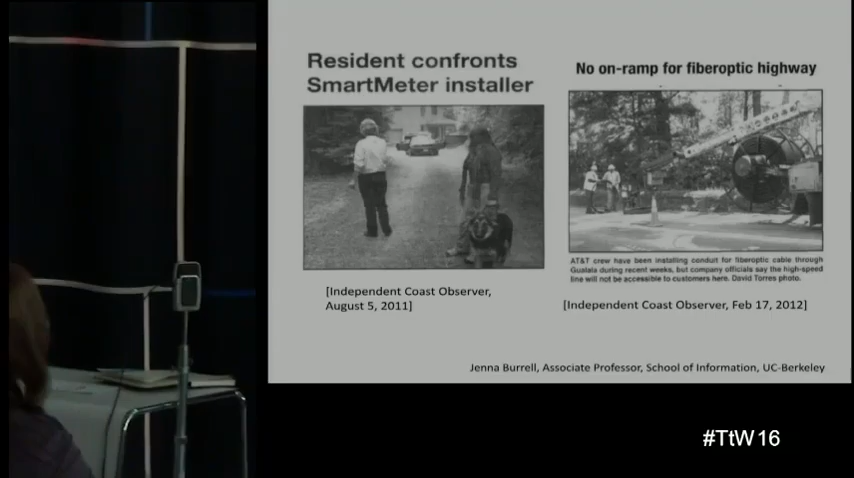 Resident confronts
SmartMeter installer
No on-ramp for fiberoptic highway
AT&T crew have been installing conduit for fiberoptic cable through
Gualala during recent weeks, but company officials say the high-speed
line will not be accessible to customers here. David Torres photo.
[Independent Coast Observer,
August 5, 2011]
[Independent Coast Observer, Feb 17, 2012]
Jenna Burrell, Associate Professor, School of Information, UC-Berkeley
#TtW16